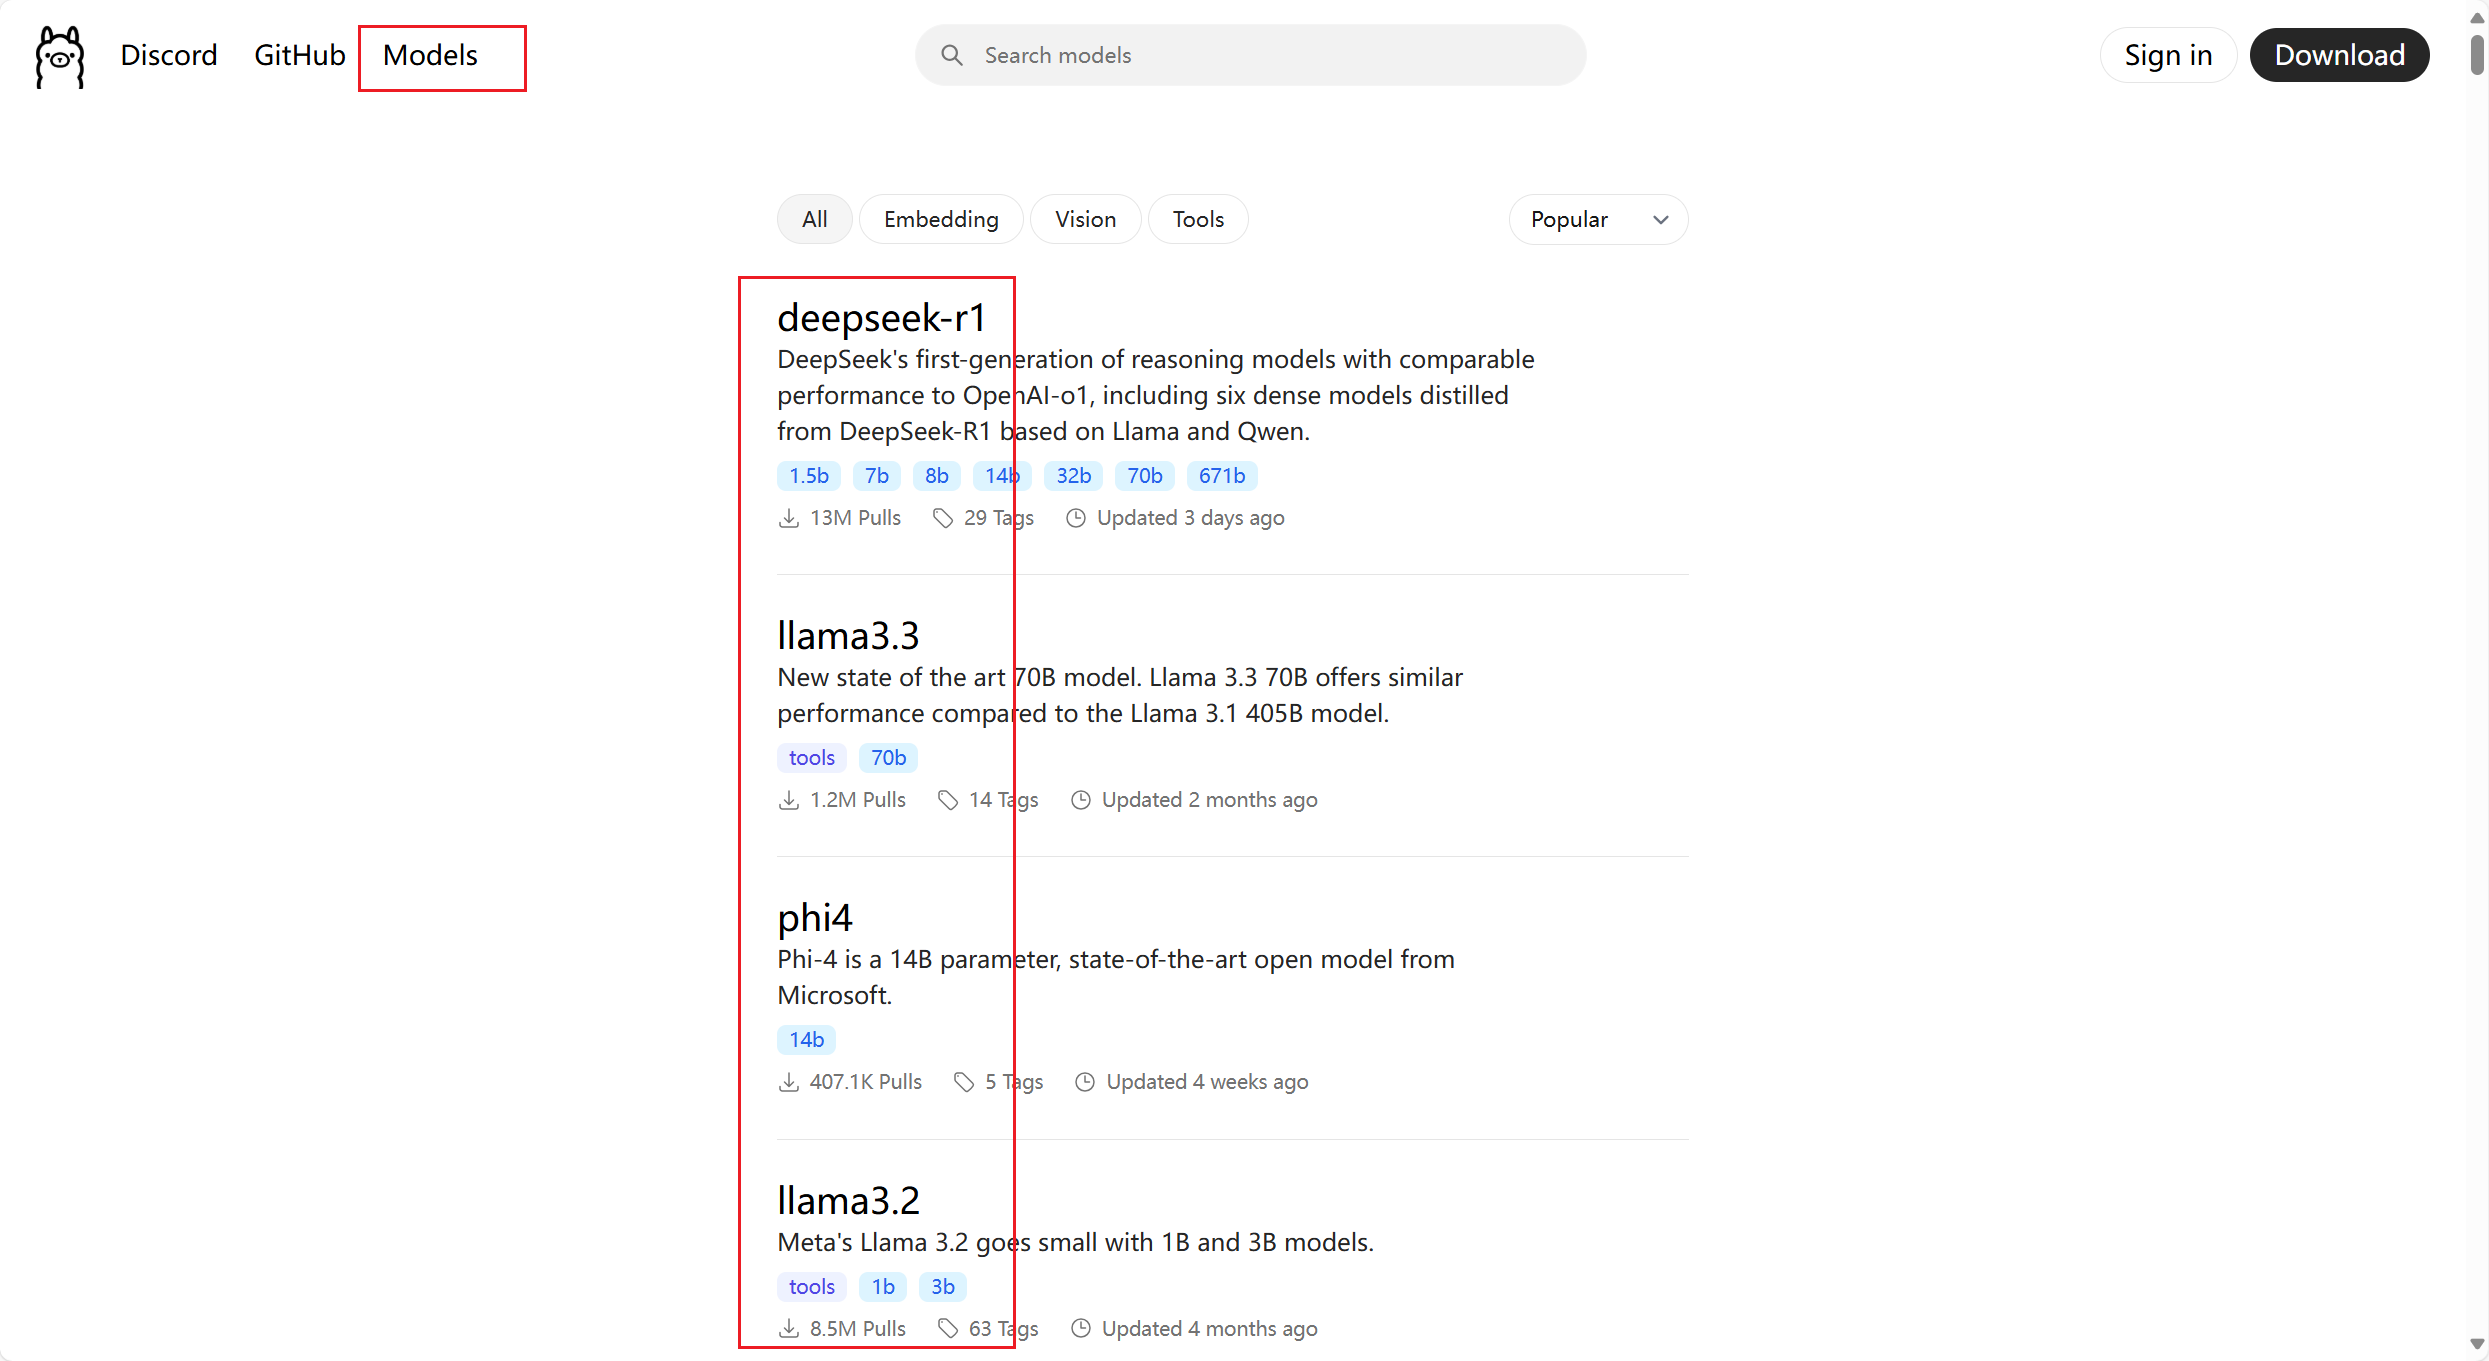 Discord GitHub Models Search models Sign in Download
All Embedding Vision Tools Popular
deepseek-r1
DeepSeek's first-generation of reasoning models with comparable
performance to OpenAI-o1, including six dense models distilled
from DeepSeek-R1 based on Llama and Qwen.
1.5b 7b 8b 14b 32b 70b 671b
13M Pulls 29 Tags Updated 3 days ago
llama3.3
New state of the art 70B model. Llama 3.3 70B offers similar
performance compared to the Llama 3.1 405B model.
tools 70b
1.2M Pulls 14 Tags Updated 2 months ago
phi4
Phi-4 is a 14B parameter, state-of-the-art open model from
Microsoft.
14b
407.1K Pulls 5 Tags Updated 4 weeks ago
llama3.2
Meta's Llama 3.2 goes small with 1B and 3B models.
tools 1b 3b
8.5M Pulls 63 Tags Updated 4 months ago